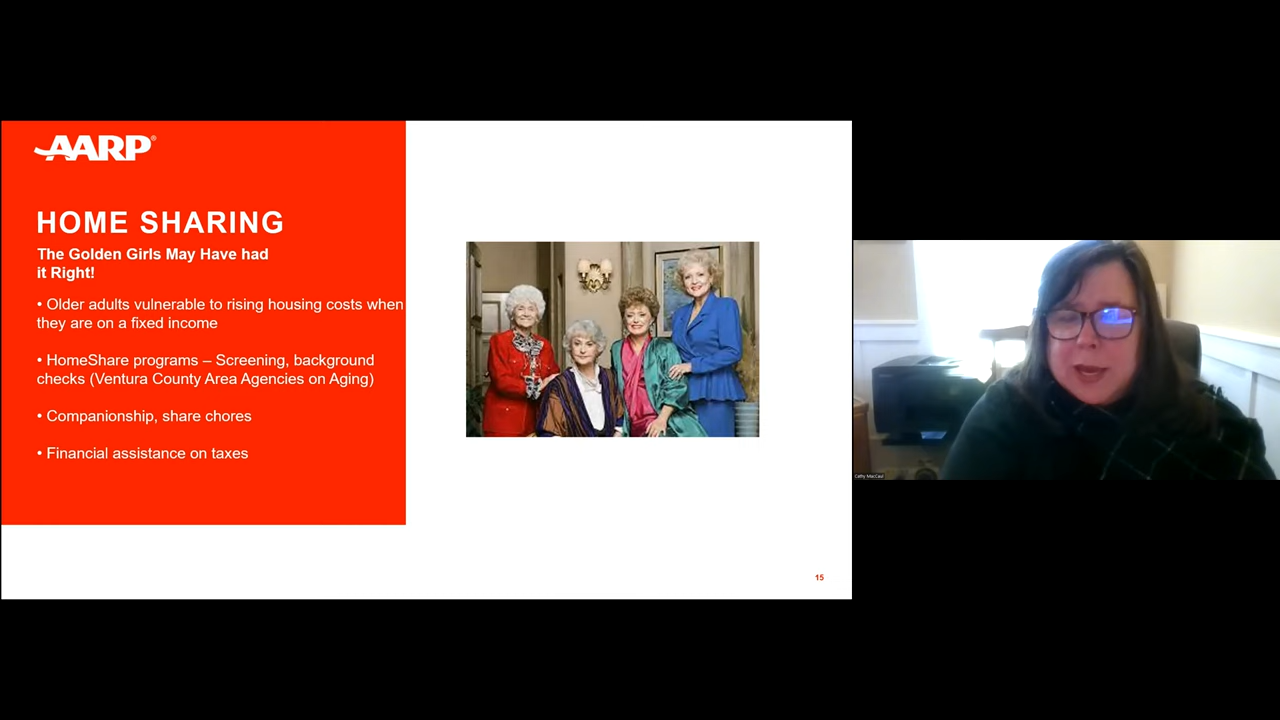 AARP®
HOME SHARING
The Golden Girls May Have had
it Right!
• Older adults vulnerable to rising housing costs when
they are on a fixed income
• HomeShare programs – Screening, background
checks (Ventura County Area Agencies on Aging)
• Companionship, share chores
• Financial assistance on taxes
15
Cathy MacCaul